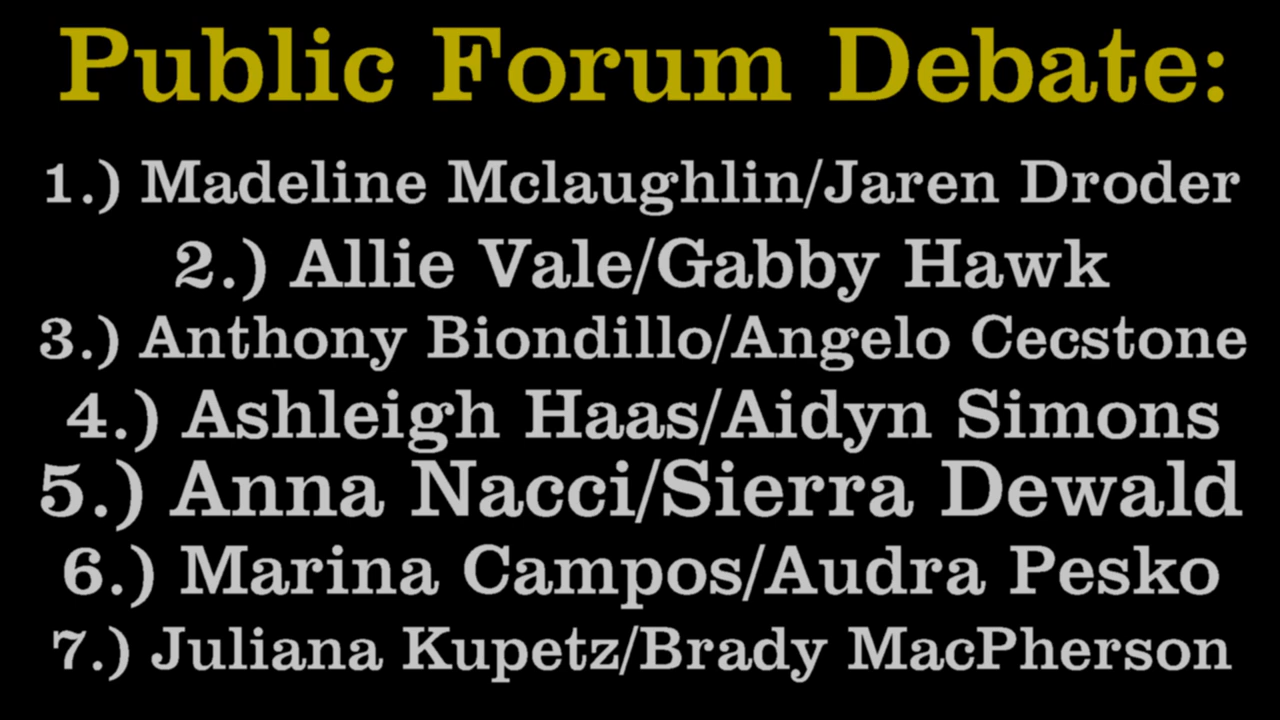 Public Forum Debate:
1.) Madeline Mclaughlin/Jaren Droder
2.) Allie Vale/Gabby Hawk
3.) Anthony Biondillo/Angelo Cecstone
4.) Ashleigh Haas/Aidyn Simons
5.) Anna Nacci/Sierra Dewald
6.) Marina Campos/Audra Pesko
7.) Juliana Kupetz/Brady MacPherson